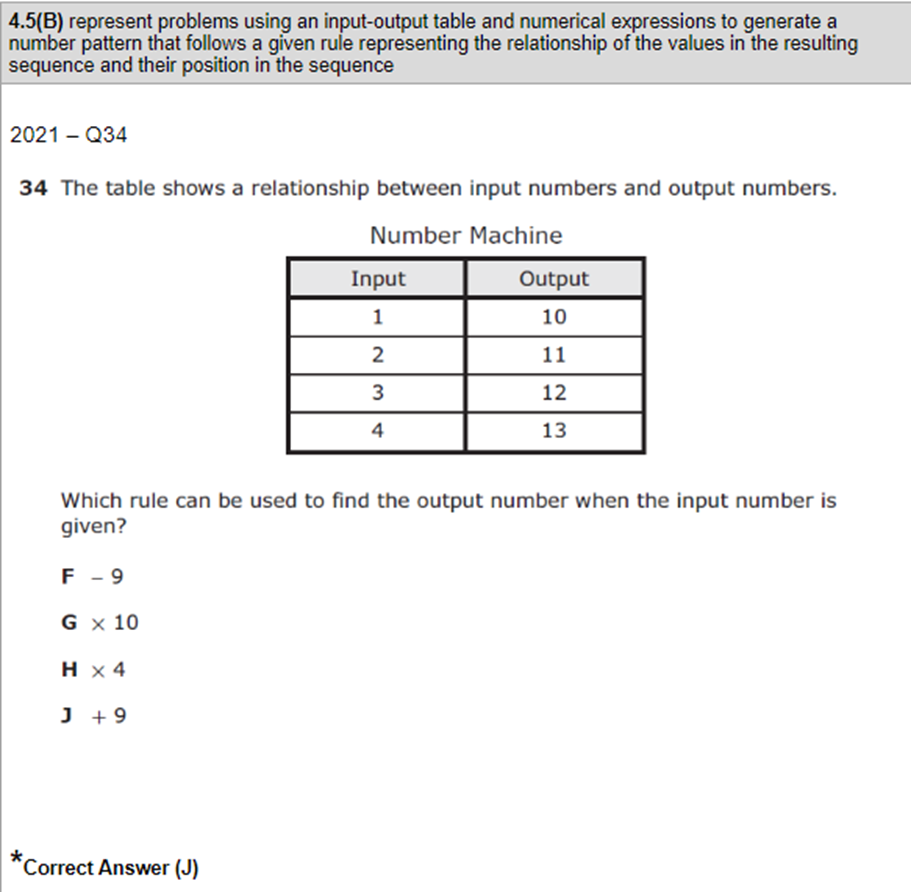 4.5(B) represent problems using an input-output table and numerical expressions to generate a
number pattern that follows a given rule representing the relationship of the values in the resulting
sequence and their position in the sequence
2021 – Q34
34 The table shows a relationship between input numbers and output numbers.
Number Machine
Input Output
1 10
2 11
3 12
4 13
Which rule can be used to find the output number when the input number is
given?
F − 9
G × 10
H × 4
J + 9
*Correct Answer (J)